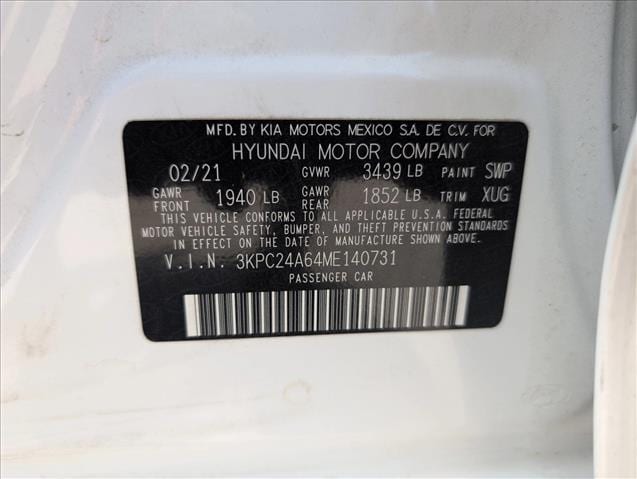 MFD. BY KIA MOTORS MEXICO S.A. DE C.V. FOR
HYUNDAI MOTOR COMPANY
02/21 GVWR 3439 LB PAINT SWP
GAWR FRONT 1940 LB GAWR REAR 1852 LB TRIM XUG
THIS VEHICLE CONFORMS TO ALL APPLICABLE U.S.A. FEDERAL
MOTOR VEHICLE SAFETY, BUMPER, AND THEFT PREVENTION STANDARDS
IN EFFECT ON THE DATE OF MANUFACTURE SHOWN ABOVE.
V.I.N. 3KPC24A64ME140731
PASSENGER CAR